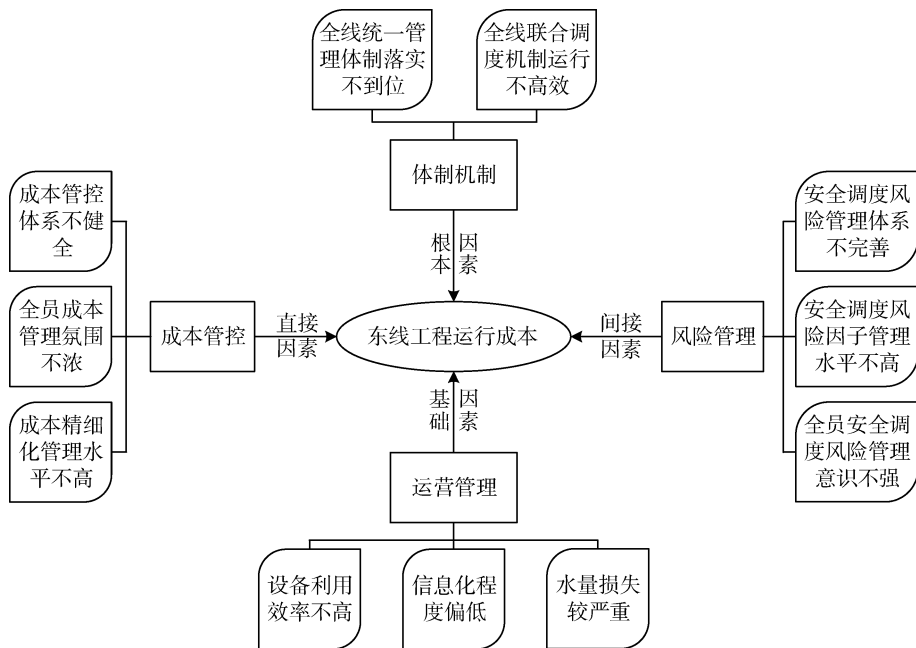 全线统一管
理体制落实
不到位
全线联合调
度机制运行
不高效
体制机制
根本
因素
成本管控
体系不健
全
全员成本
管理氛围
不浓
成本精细
化管理水
平不高
成本管控
直接
因素
东线工程运行成本
间接
因素
风险管理
安全调度风
险管理体系
不完善
安全调度风
险因子管理
水平不高
全员安全调
度风险管理
意识不强
基础
因素
运营管理
设备利用
效率不高
信息化程
度偏低
水量损失
较严重